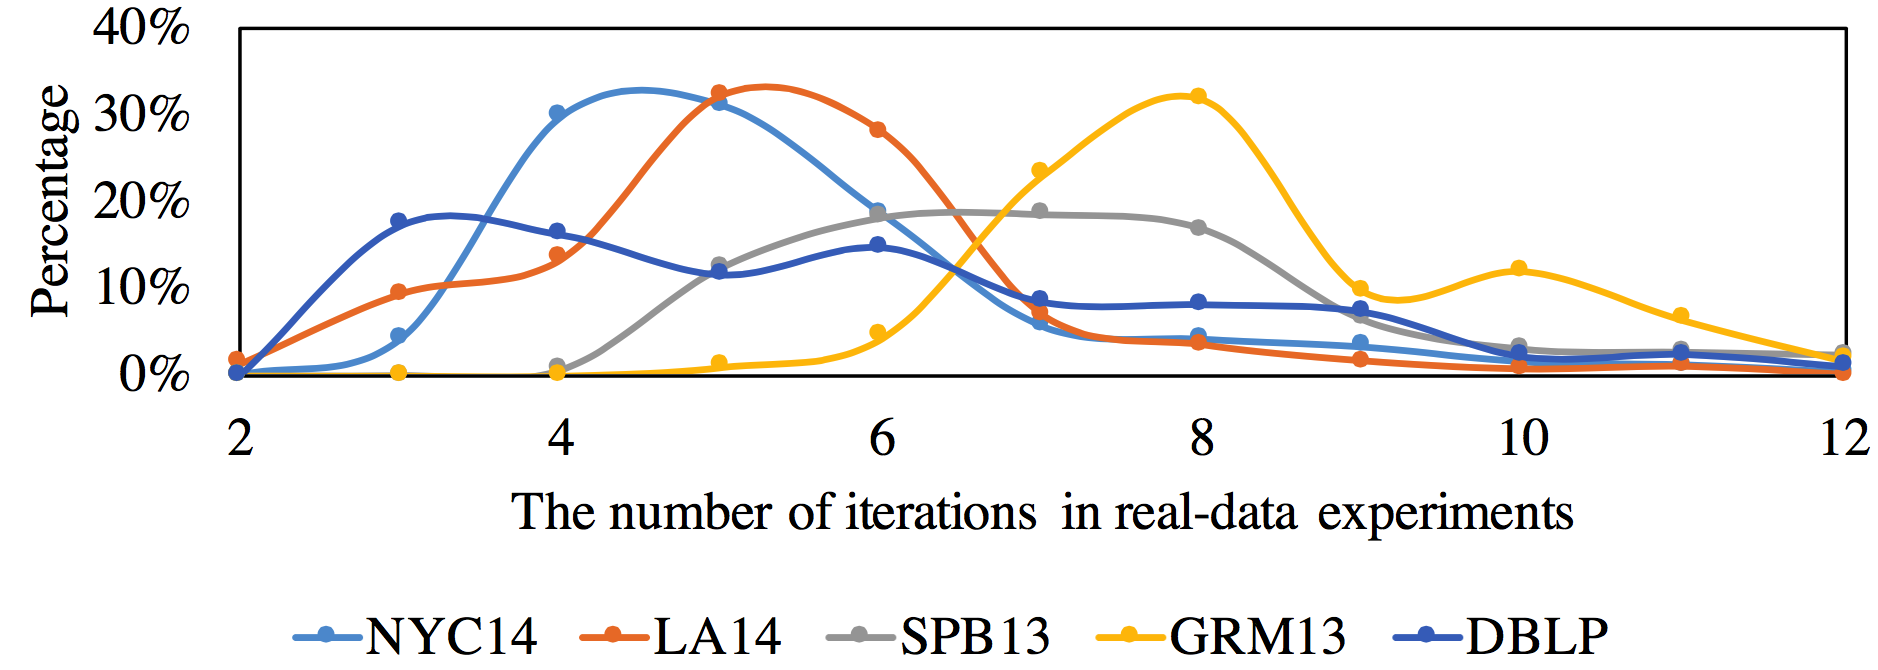 40%
30%
20%
10%
0%
Percentage
2 4 6 8 10 12
The number of iterations in real-data experiments
NYC14 LA14 SPB13 GRM13 DBLP